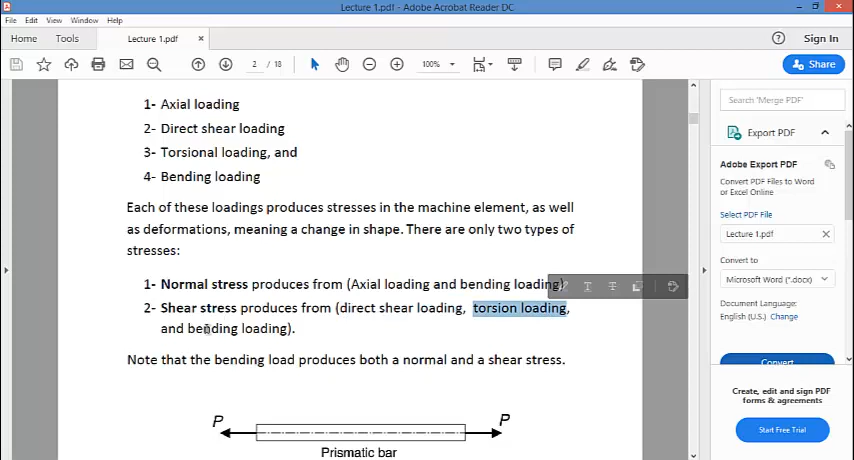 Lecture 1.pdf - Adobe Acrobat Reader DC
File Edit View Window Help
Home Tools Lecture 1.pdf × Sign In
2 / 18 100% Share
1- Axial loading
2- Direct shear loading
3- Torsional loading, and
4- Bending loading
Each of these loadings produces stresses in the machine element, as well
as deformations, meaning a change in shape. There are only two types of
stresses:
1- Normal stress produces from (Axial loading and bending loading)
2- Shear stress produces from (direct shear loading, torsion loading,
and bending loading).
Note that the bending load produces both a normal and a shear stress.
P P
Prismatic bar
Search 'Merge PDF'
Export PDF
Adobe Export PDF
Convert PDF Files to Word
or Excel Online
Select PDF File
Lecture 1.pdf
Convert to
Microsoft Word (*.docx)
Document Language:
English (U.S.) Change
Convert
Create, edit and sign PDF
forms & agreements
Start Free Trial